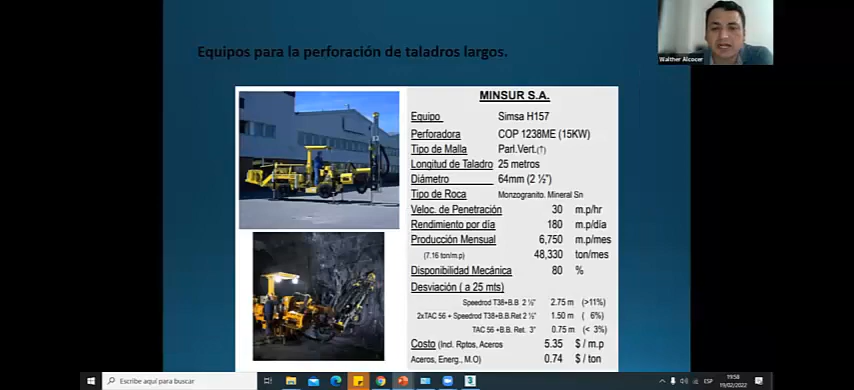 Equipos para la perforación de taladros largos.
Walther Alcocer
MINSUR S.A.
Equipo Simsa H157
Perforadora COP 1238ME (15KW)
Tipo de Malla Parl.Vert.(↑)
Longitud de Taladro 25 metros
Diámetro 64mm (2 ½")
Tipo de Roca Monzogranito. Mineral Sn
Veloc. de Penetración 30 m.p/hr
Rendimiento por día 180 m.p/día
Producción Mensual 6,750 m.p/mes
(7.16 ton/m.p) 48,330 ton/mes
Disponibilidad Mecánica 80 %
Desviación ( a 25 mts)
Speedrod T38+B.B 2 ½" 2.75 m (>11%)
2xTAC 56 + Speedrod T38+B.B.Ret 2 ½" 1.50 m ( 6%)
TAC 56 +B.B. Ret. 3" 0.75 m (< 3%)
Costo (Incl. Rptos, Aceros 5.35 $ / m.p
Aceros, Energ., M.O) 0.74 $ / ton
Escribe aquí para buscar
ESP
19:58
19/02/2022